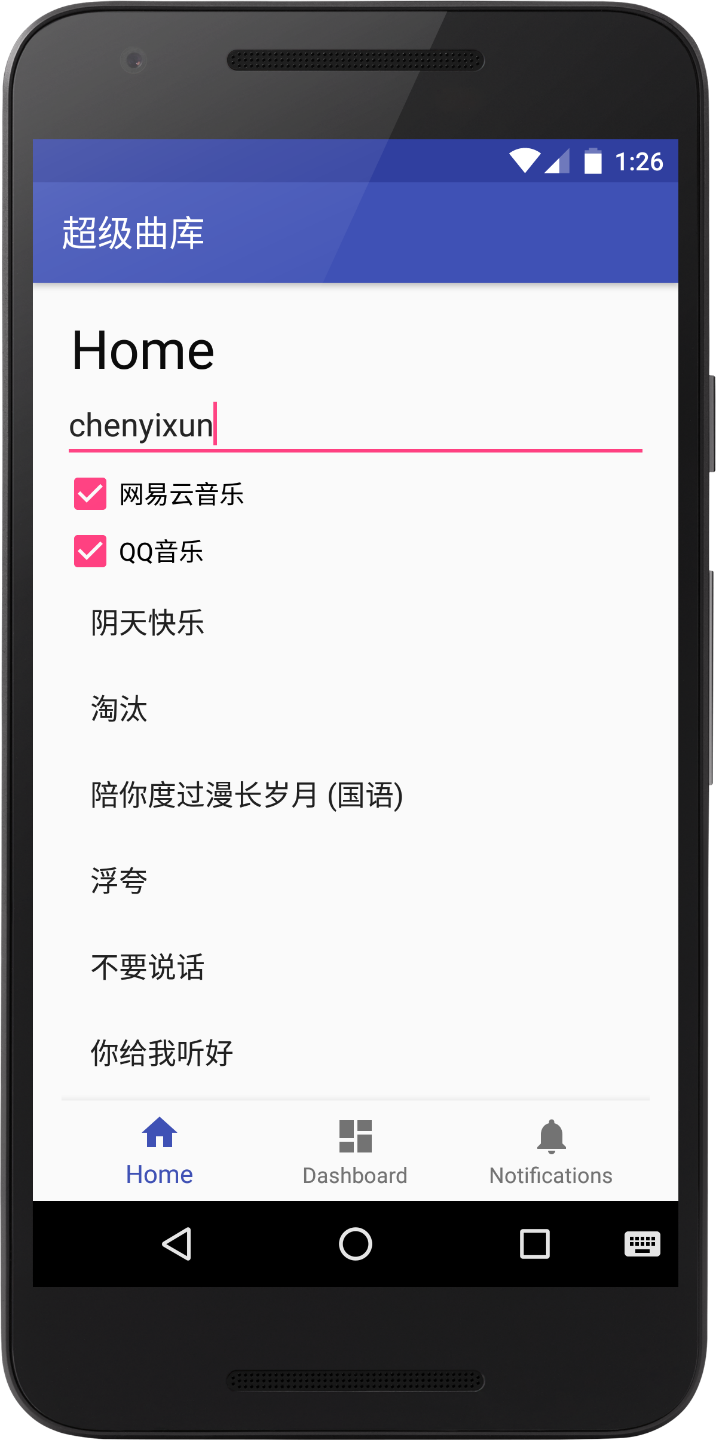 1:26
超级曲库
Home
chenyixun
网易云音乐
QQ音乐
阴天快乐
淘汰
陪你度过漫长岁月 (国语)
浮夸
不要说话
你给我听好
Home Dashboard Notifications